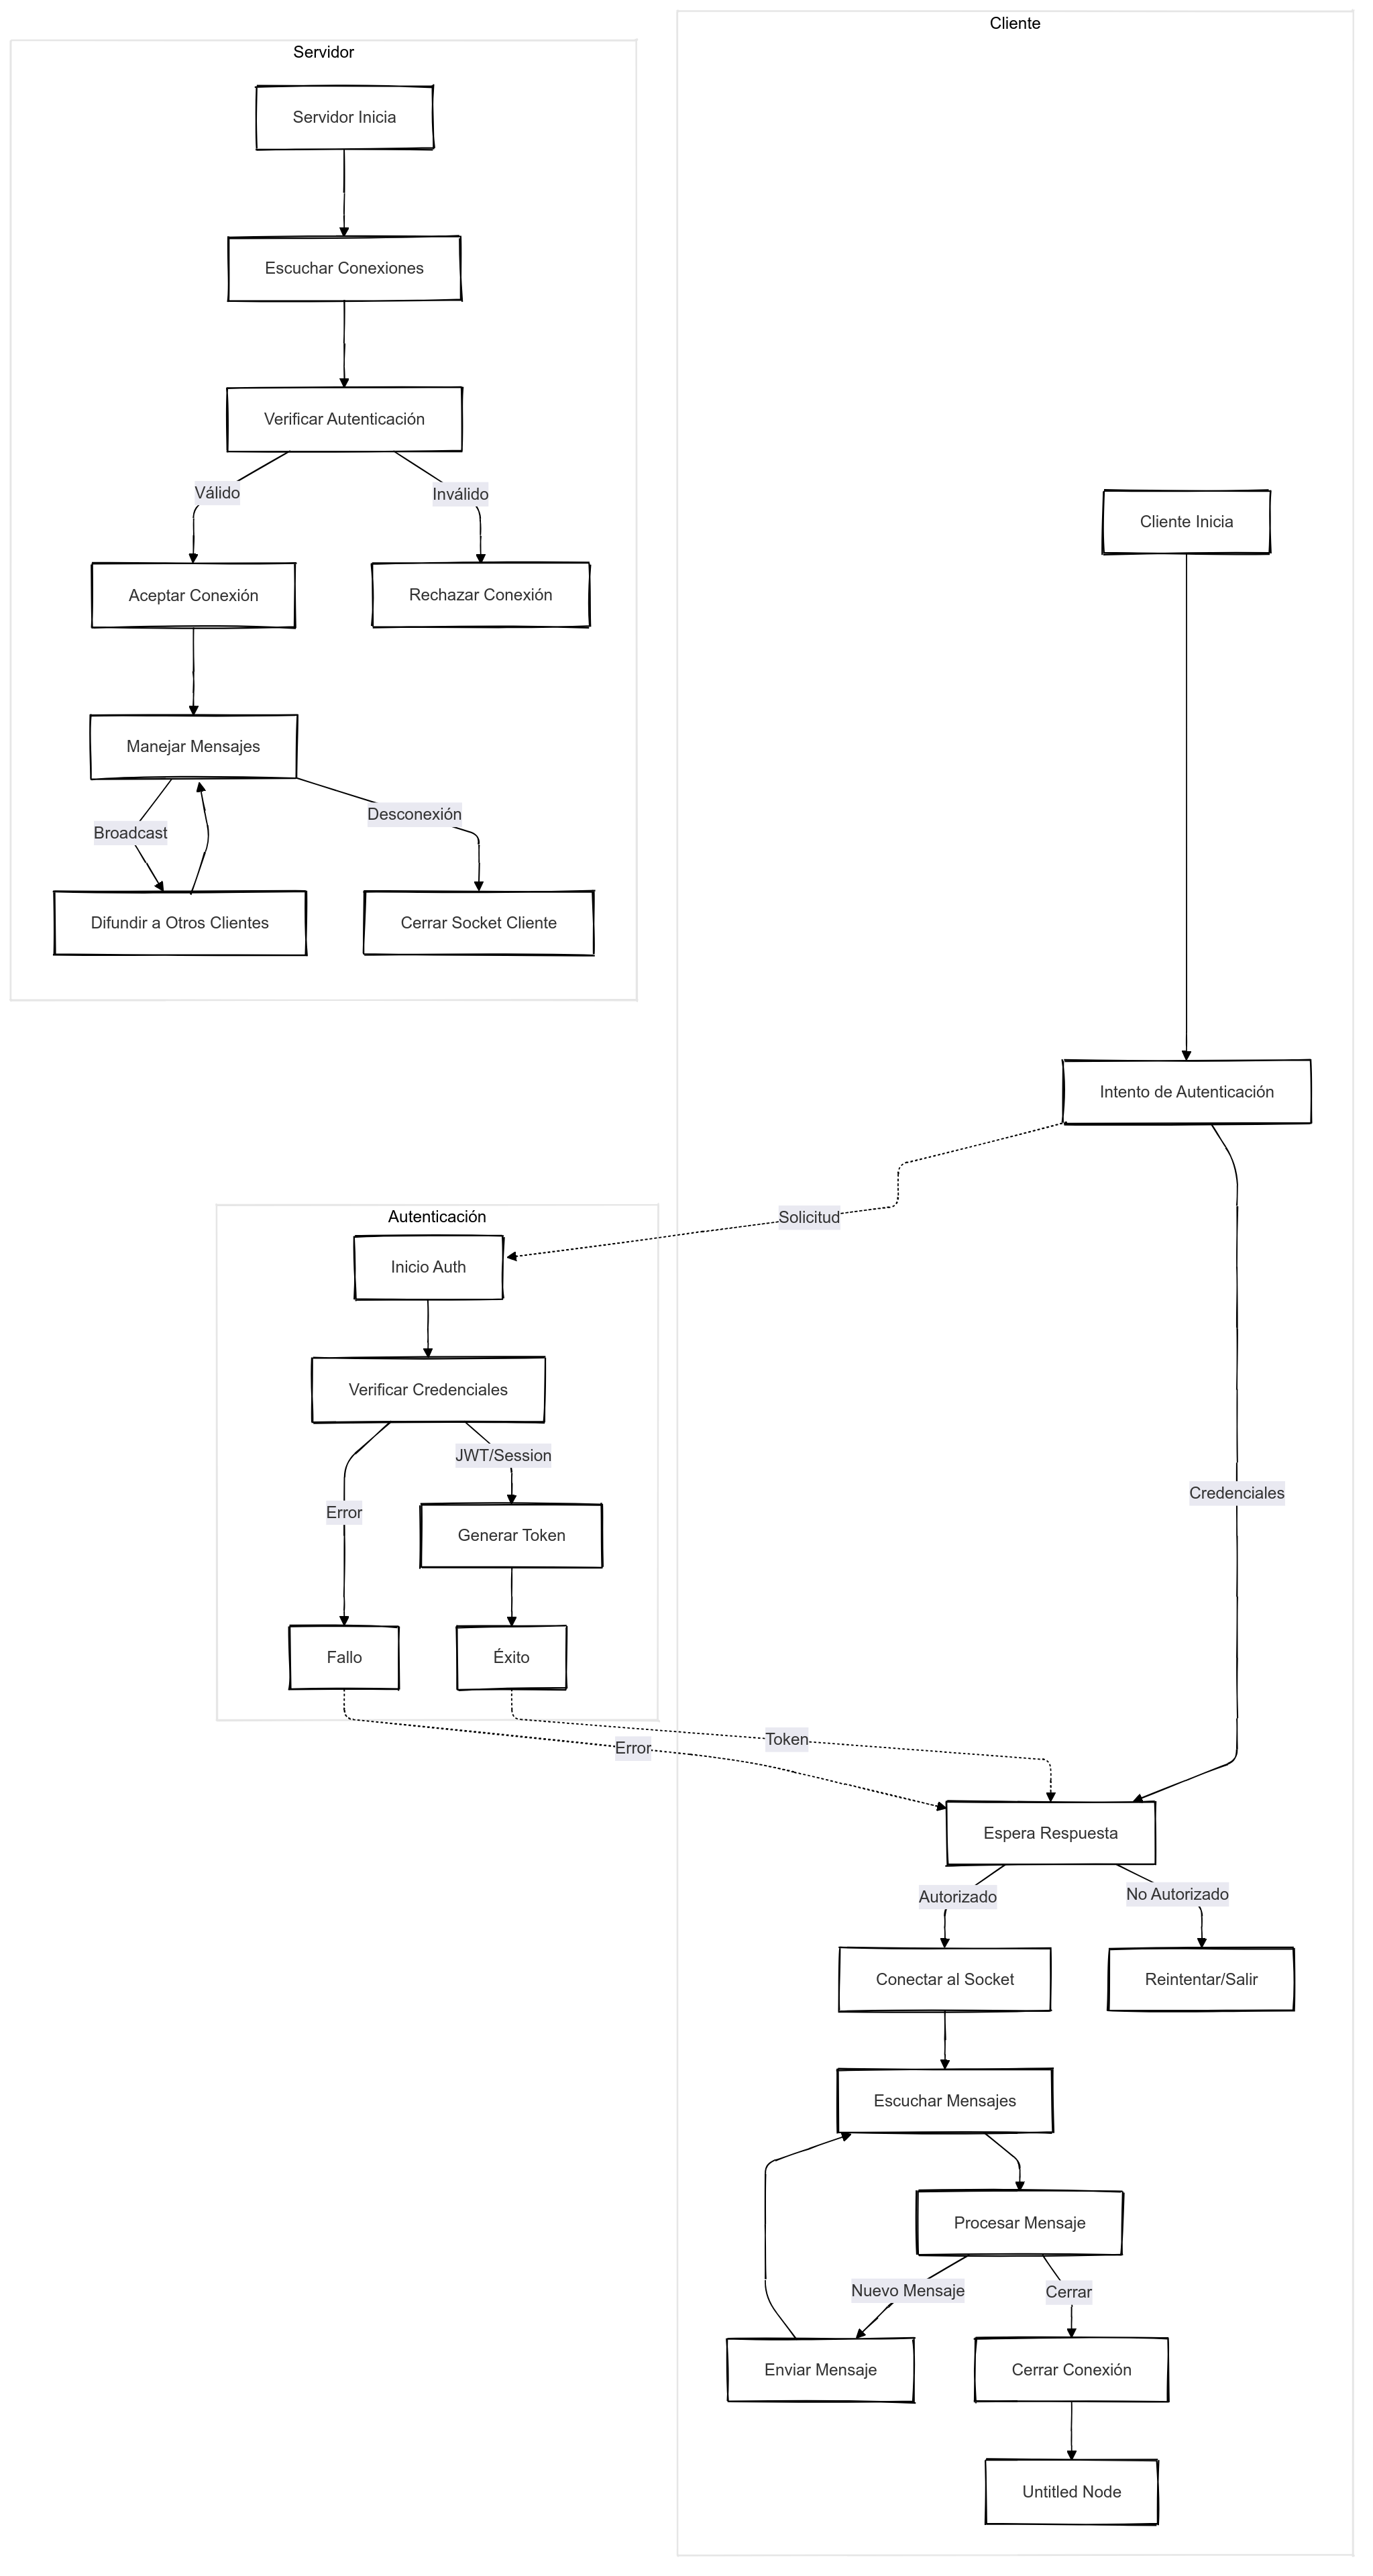 Servidor
Servidor Inicia
Escuchar Conexiones
Verificar Autenticación
Válido
Inválido
Aceptar Conexión
Rechazar Conexión
Manejar Mensajes
Broadcast
Desconexión
Difundir a Otros Clientes
Cerrar Socket Cliente
Cliente
Cliente Inicia
Intento de Autenticación
Solicitud
Credenciales
Autenticación
Inicio Auth
Verificar Credenciales
JWT/Session
Error
Generar Token
Fallo
Éxito
Error
Token
Espera Respuesta
Autorizado
No Autorizado
Conectar al Socket
Reintentar/Salir
Escuchar Mensajes
Procesar Mensaje
Nuevo Mensaje
Cerrar
Enviar Mensaje
Cerrar Conexión
Untitled Node